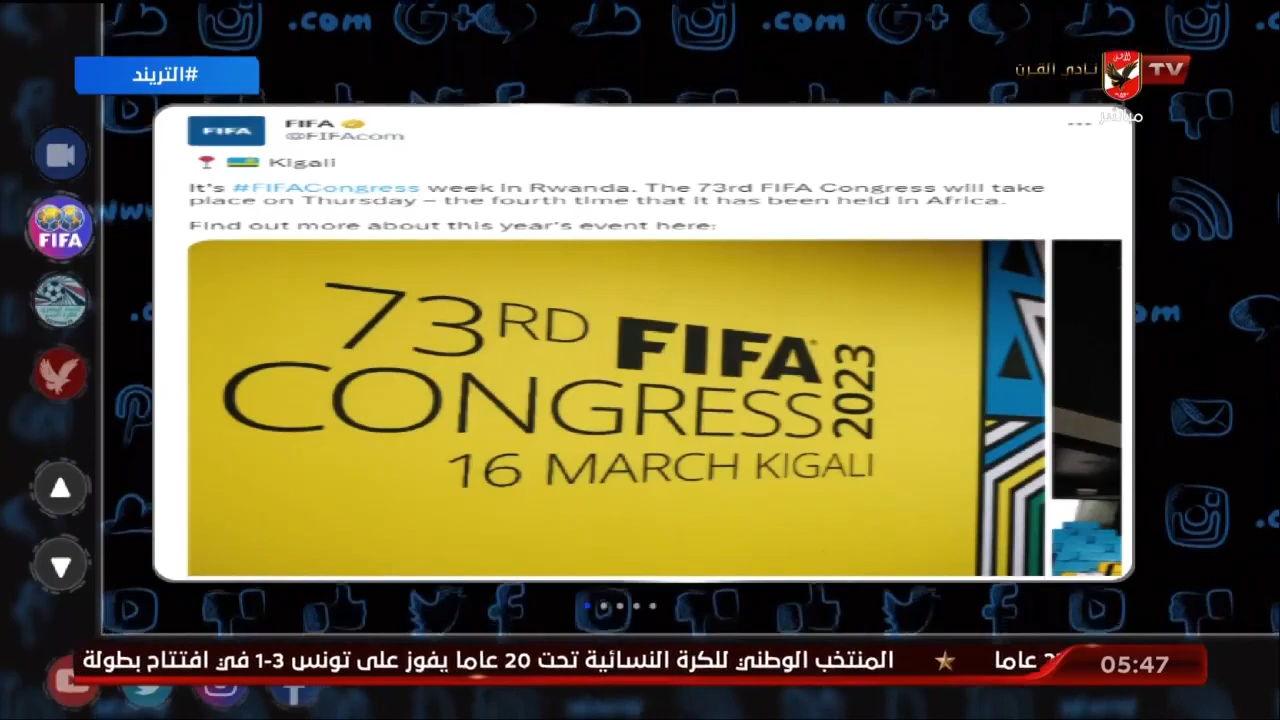 #التريند
نادي القرن
TV
مباشر
FIFA
FIFA
@FIFAcom
Kigali
It's #FIFACongress week in Rwanda. The 73rd FIFA Congress will take
place on Thursday – the fourth time that it has been held in Africa.
Find out more about this year's event here:
73RD FIFA
CONGRESS 2023
16 MARCH KIGALI
FIFA
.com
.com
المنتخب الوطني للكرة النسائية تحت 20 عاما يفوز على تونس 3-1 في افتتاح بطولة
عاما
05:47